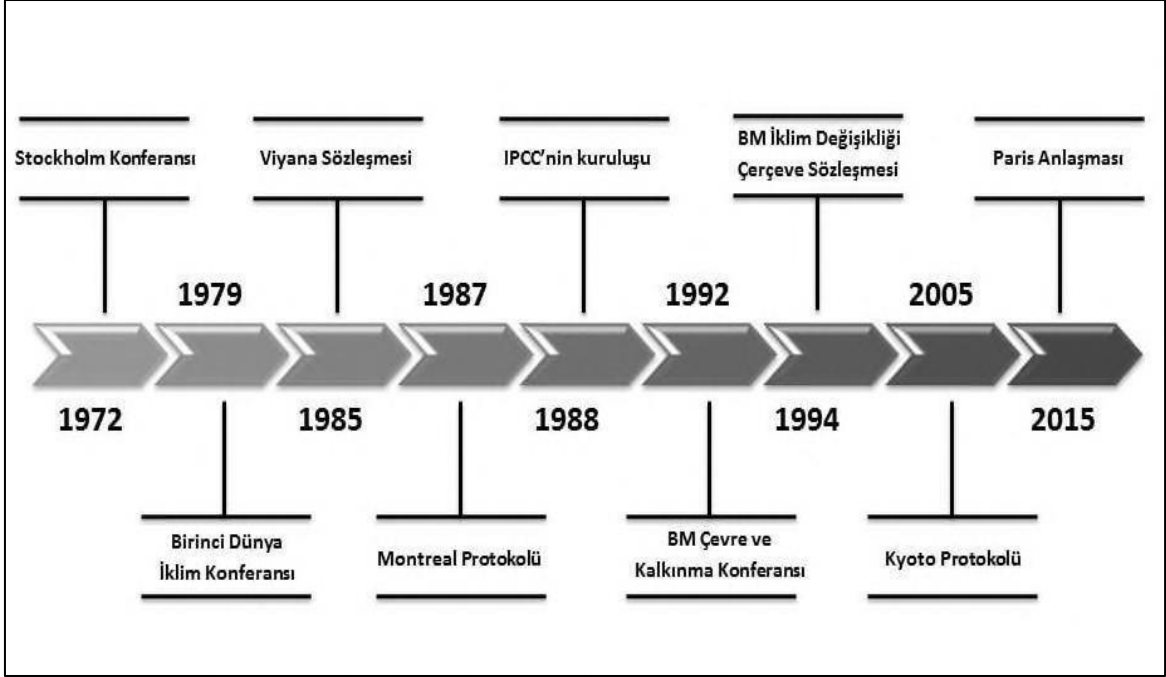 Stockholm Konferansı
Viyana Sözleşmesi
IPCC'nin kuruluşu
BM İklim Değişikliği
Çerçeve Sözleşmesi
Paris Anlaşması
1979
1987
1992
2005
1972
1985
1988
1994
2015
Birinci Dünya
İklim Konferansı
Montreal Protokolü
BM Çevre ve
Kalkınma Konferansı
Kyoto Protokolü